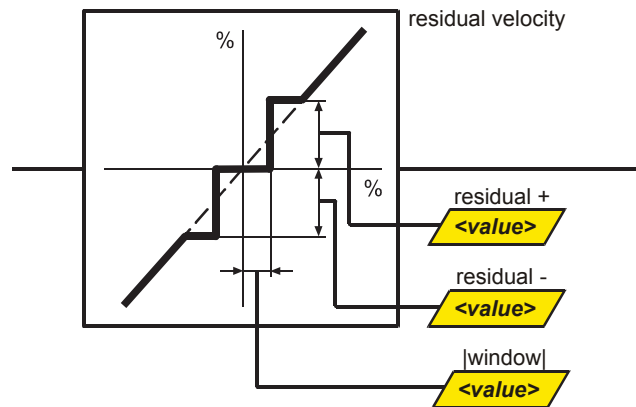 residual velocity
%
%
residual +
<value>
residual -
<value>
|window|
<value>